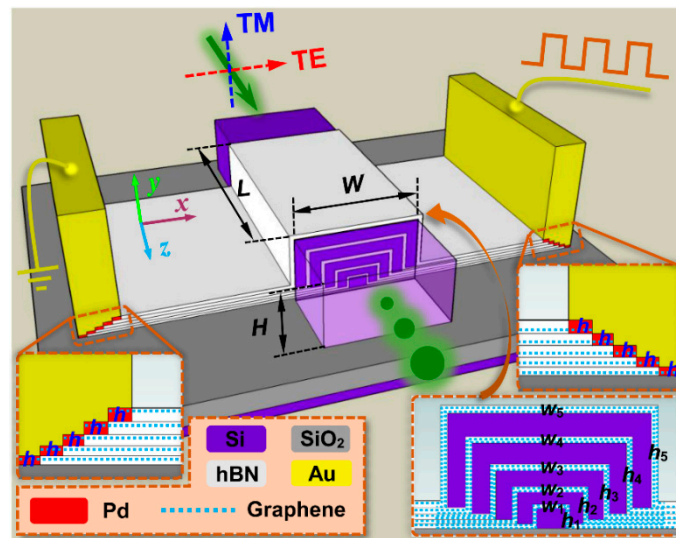 TM
TE
y
x
z
L
W
H
h
h
h
h
h
h
h
h
h
h
Si
SiO₂
hBN
Au
Pd
Graphene
w₅
w₄
w₃
w₂
w₁
h₅
h₄
h₃
h₂
h₁